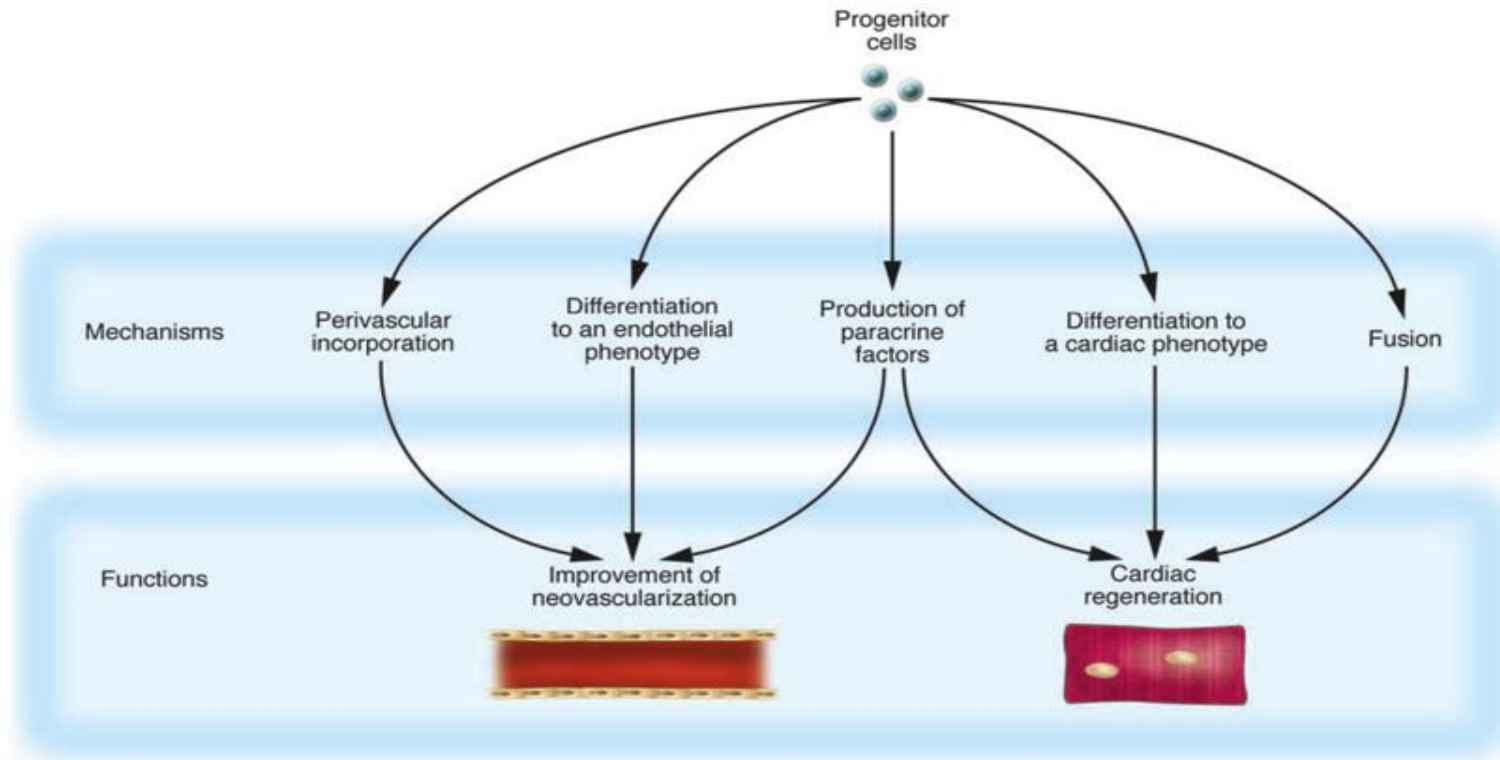 Progenitor
cells
Mechanisms
Perivascular
incorporation
Differentiation
to an endothelial
phenotype
Production of
paracrine
factors
Differentiation to
a cardiac phenotype
Fusion
Functions
Improvement of
neovascularization
Cardiac
regeneration